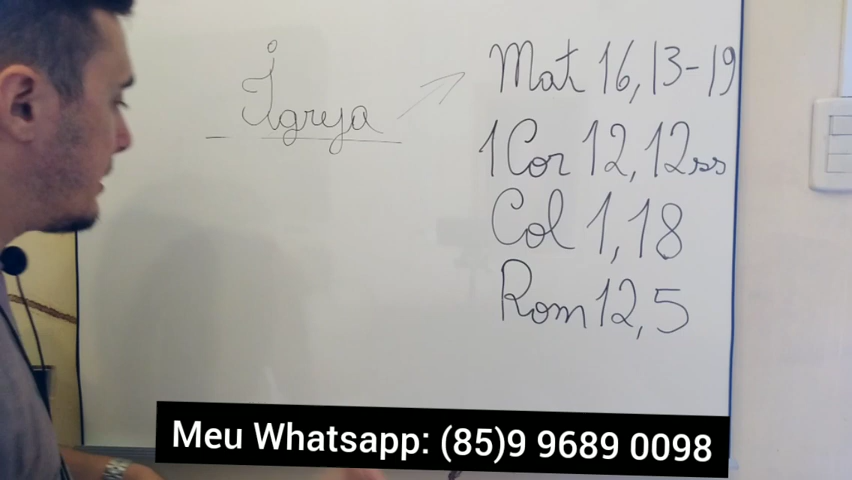 Igreja
Mat 16,13-19
1Cor 12,12ss
Col 1,18
Rom 12,5
Meu Whatsapp: (85)9 9689 0098